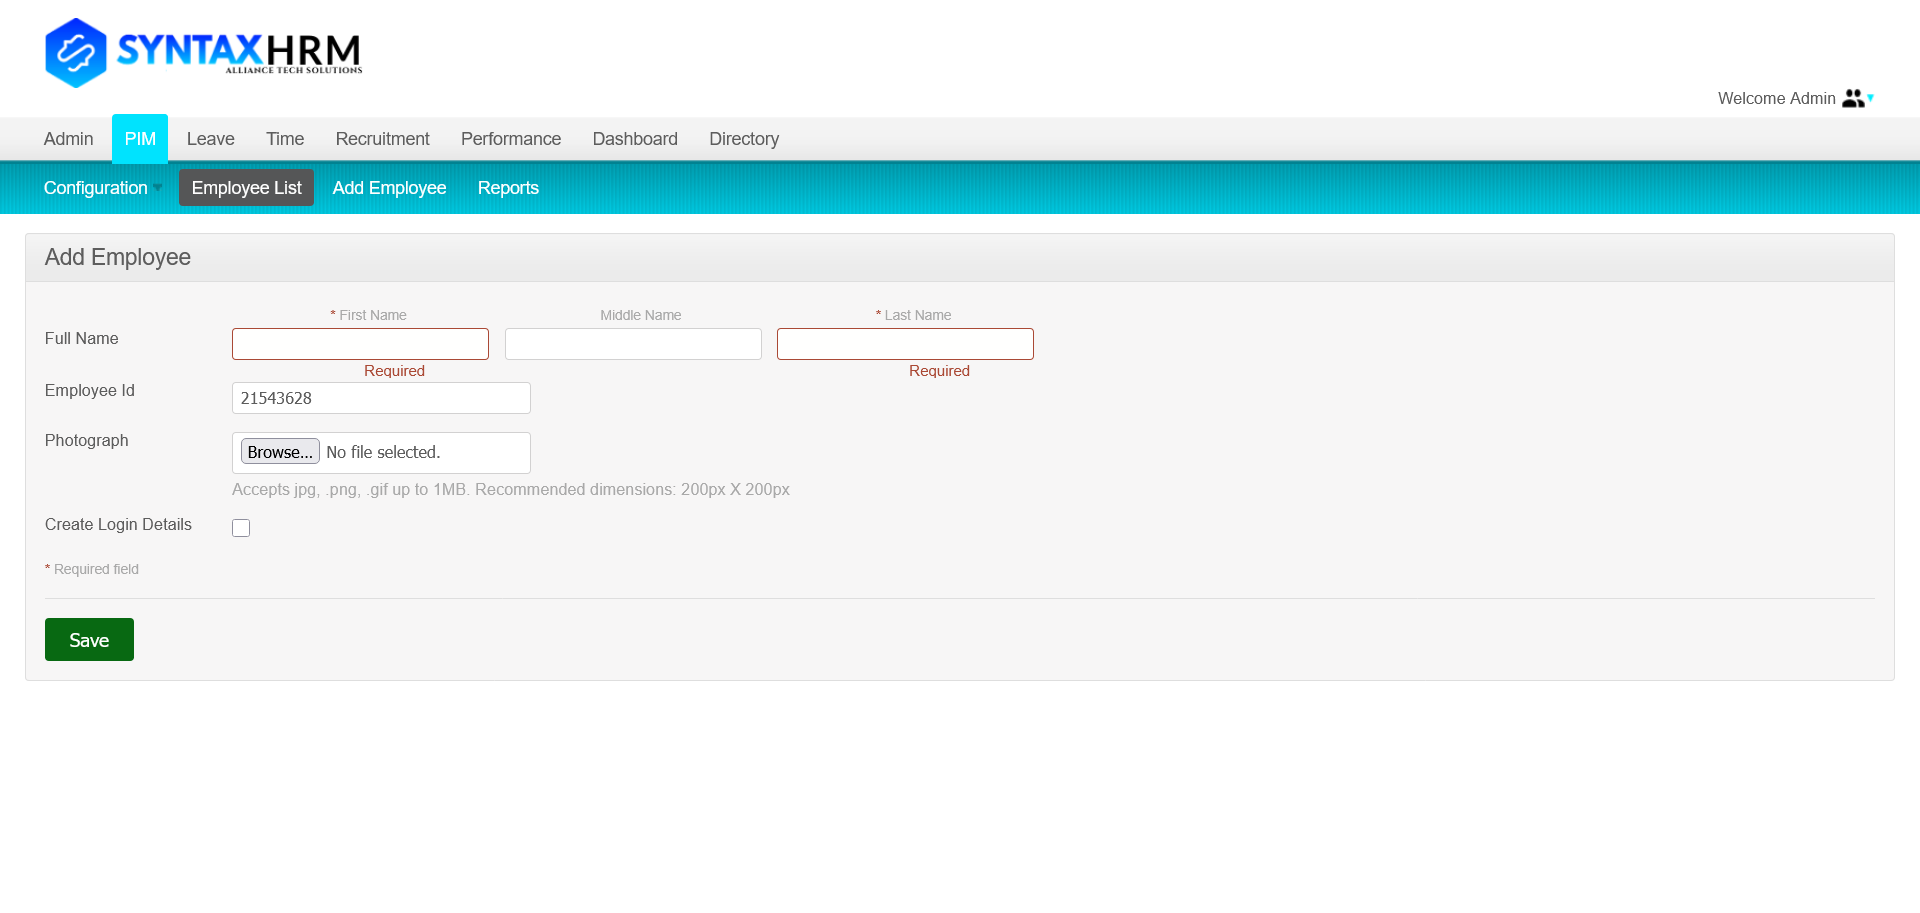 SYNTAXHRM
ALLIANCE TECH SOLUTIONS
Welcome Admin
Admin PIM Leave Time Recruitment Performance Dashboard Directory
Configuration Employee List Add Employee Reports
Add Employee
* First Name Middle Name * Last Name
Full Name
Required Required
Employee Id 21543628
Photograph Browse... No file selected.
Accepts jpg, .png, .gif up to 1MB. Recommended dimensions: 200px X 200px
Create Login Details
* Required field
Save